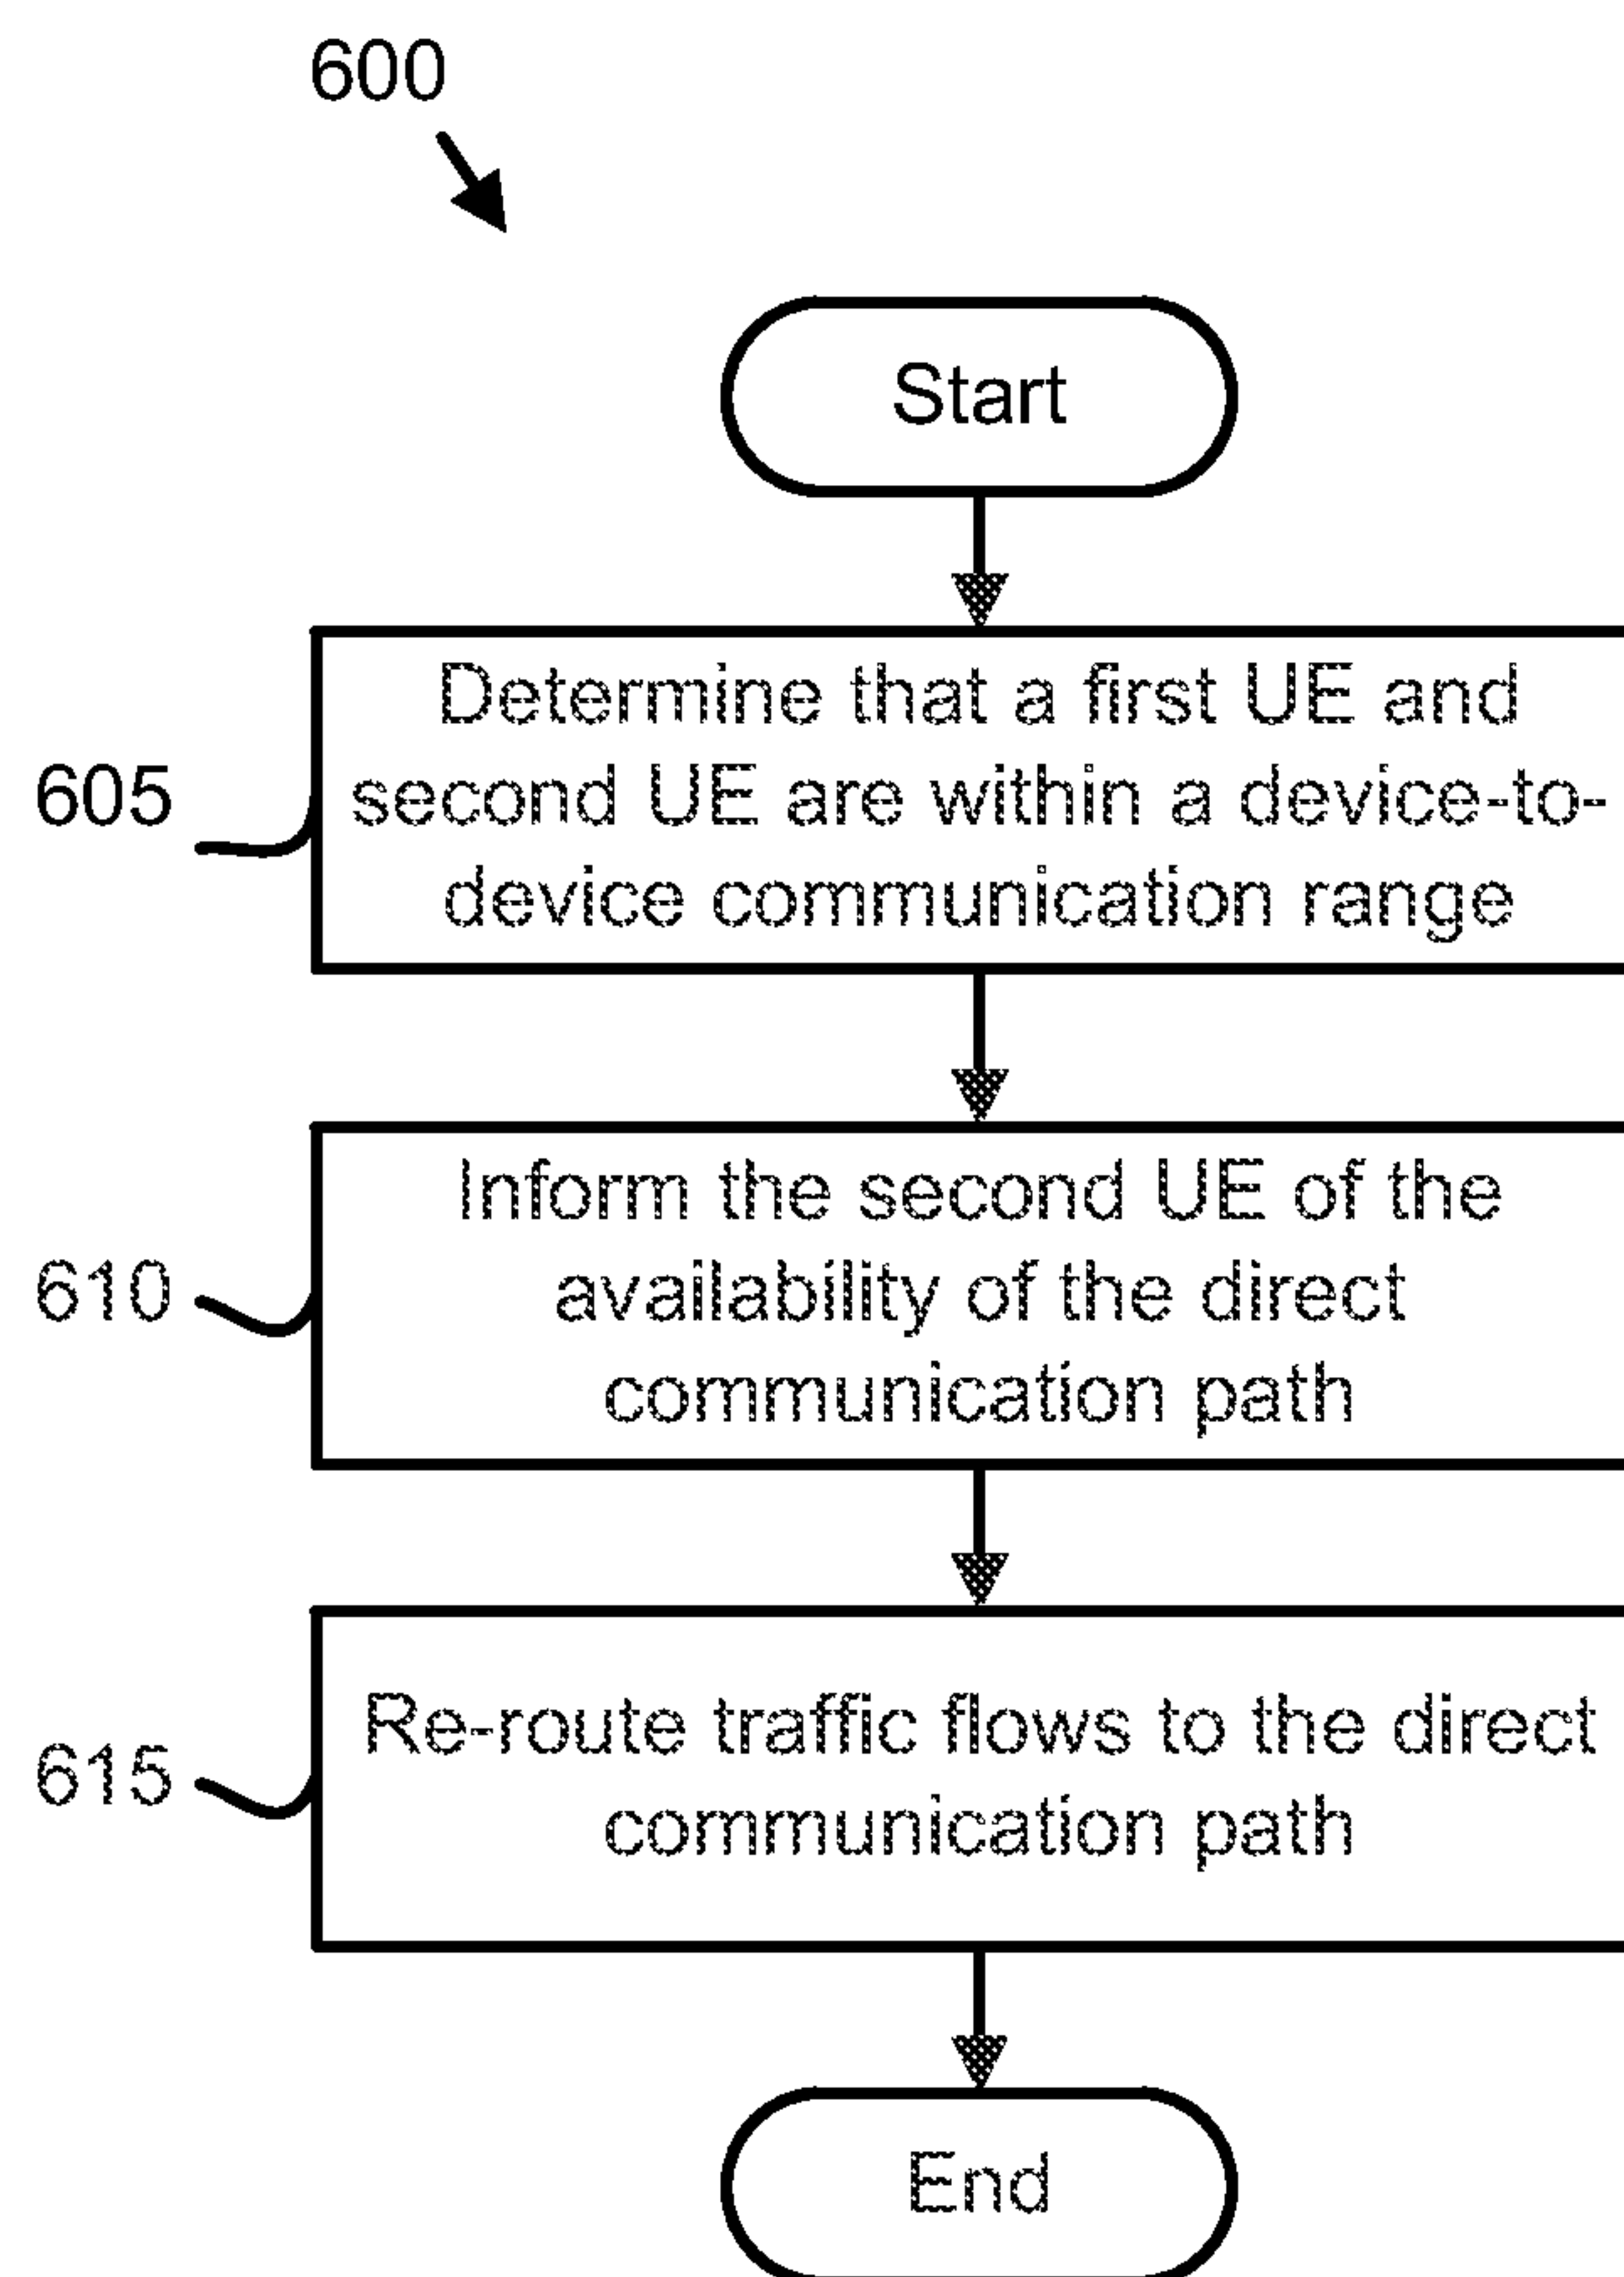 600
Start
605
Determine that a first UE and
second UE are within a device-to-
device communication range
610
Inform the second UE of the
availability of the direct
communication path
615
Re-route traffic flows to the direct
communication path
End